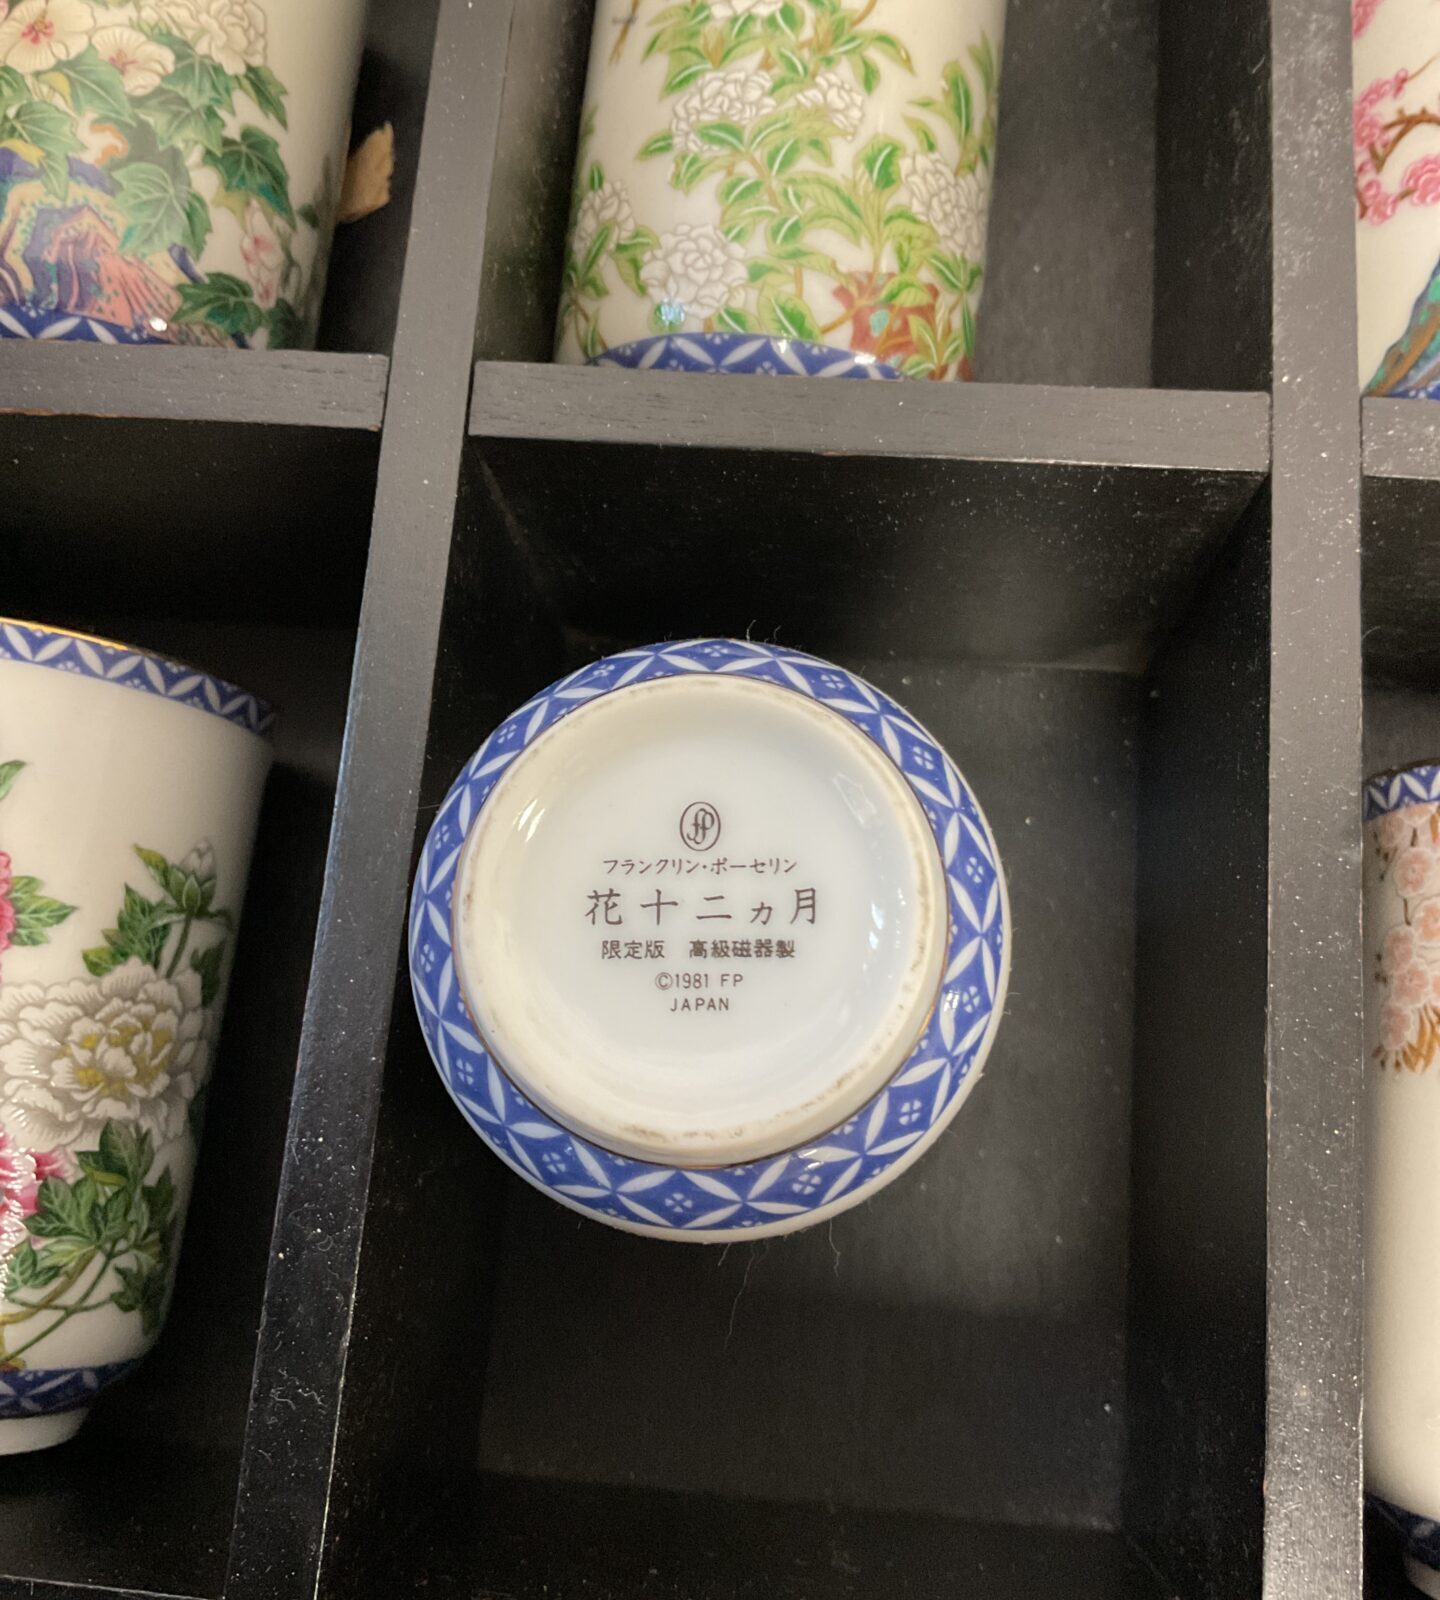 FP
フランクリン・ポーセリン
花十二ヵ月
限定版 高級磁器製
©1981 FP
JAPAN